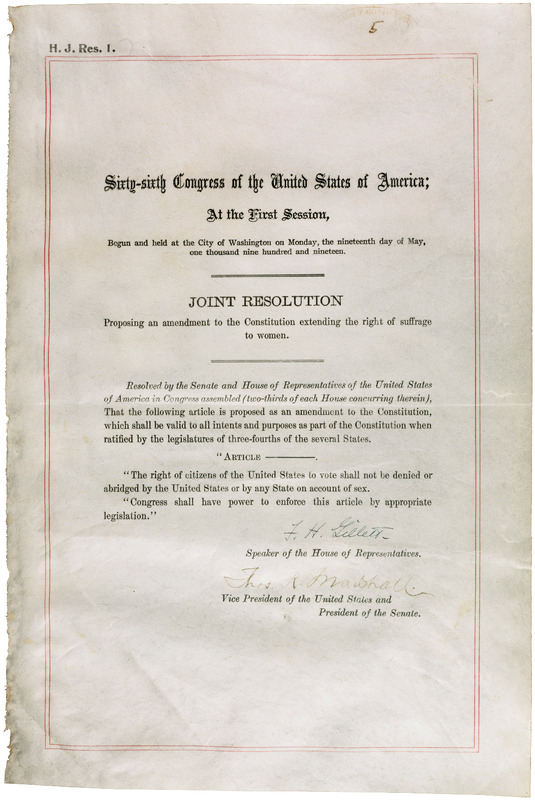 5
H. J. Res. 1.
Sixty-sixth Congress of the United States of America;
At the First Session,
Begun and held at the City of Washington on Monday, the nineteenth day of May,
one thousand nine hundred and nineteen.
JOINT RESOLUTION
Proposing an amendment to the Constitution extending the right of suffrage
to women.
Resolved by the Senate and House of Representatives of the United States
of America in Congress assembled (two-thirds of each House concurring therein),
That the following article is proposed as an amendment to the Constitution,
which shall be valid to all intents and purposes as part of the Constitution when
ratified by the legislatures of three-fourths of the several States.
"ARTICLE ————.
"The right of citizens of the United States to vote shall not be denied or
abridged by the United States or by any State on account of sex.
"Congress shall have power to enforce this article by appropriate
legislation."
F. H. Gillett
Speaker of the House of Representatives.
Thos. R. Marshall
Vice President of the United States and
President of the Senate.